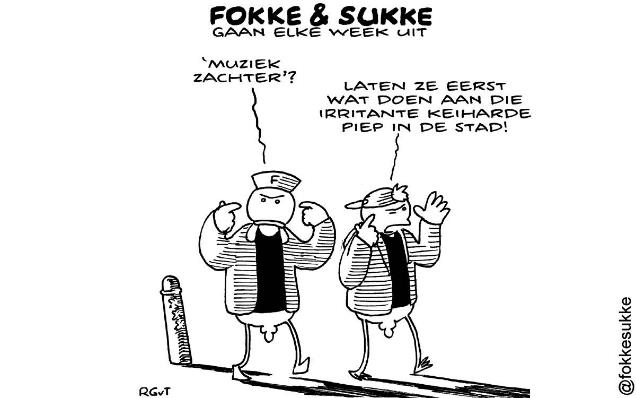 FOKKE & SUKKE
GAAN ELKE WEEK UIT
'MUZIEK
ZACHTER'?
LATEN ZE EERST
WAT DOEN AAN DIE
IRRITANTE KEIHARDE
PIEP IN DE STAD!
F
RGvT
@fokkesukke